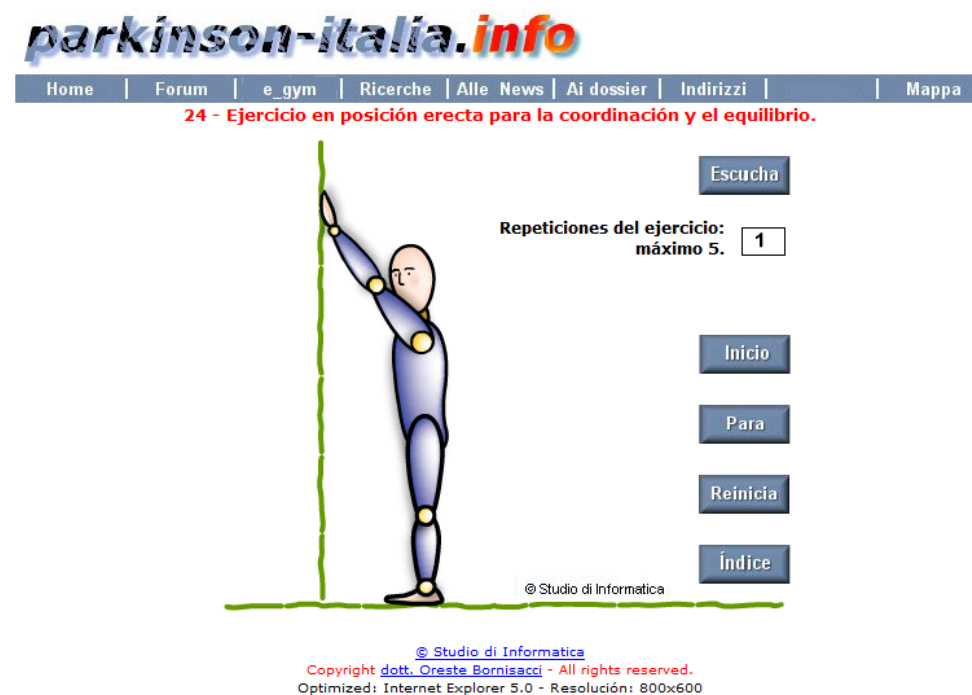 parkinson-italia.info
Home | Forum | e_gym | Ricerche | Alle News | Ai dossier | Indirizzi | | Mappa
24 - Ejercicio en posición erecta para la coordinación y el equilibrio.
Escucha
Repeticiones del ejercicio:
máximo 5.
1
Inicio
Para
Reinicia
Índice
© Studio di Informatica
© Studio di Informatica
Copyright dott. Oreste Bornisacci - All rights reserved.
Optimized: Internet Explorer 5.0 - Resolución: 800x600